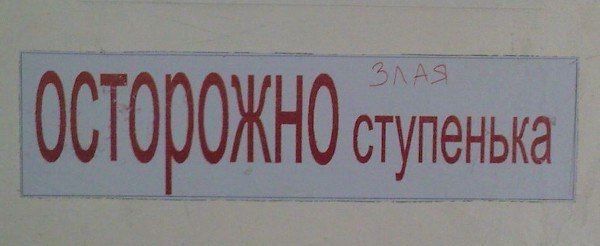 ЗЛАЯ
осторожно ступенька